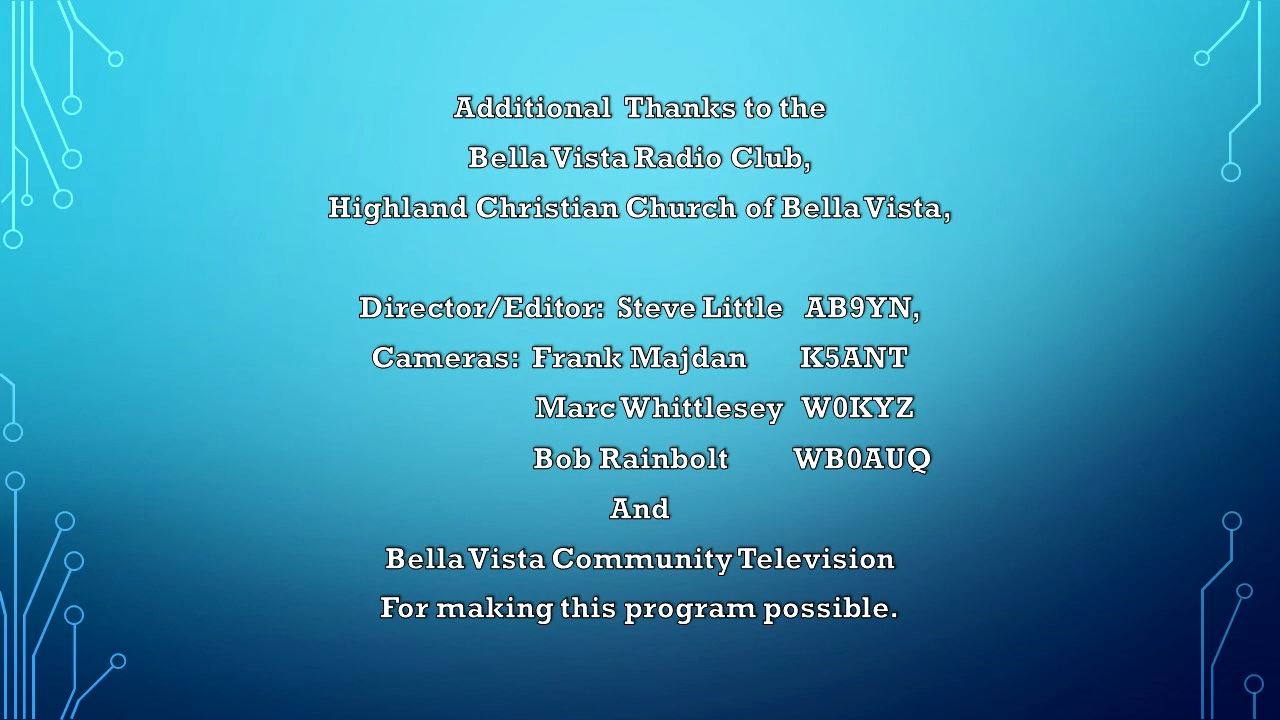 Additional Thanks to the
Bella Vista Radio Club,
Highland Christian Church of Bella Vista,
Director/Editor: Steve Little AB9YN,
Cameras: Frank Majdan K5ANT
Marc Whittlesey W0KYZ
Bob Rainbolt WB0AUQ
And
Bella Vista Community Television
For making this program possible.